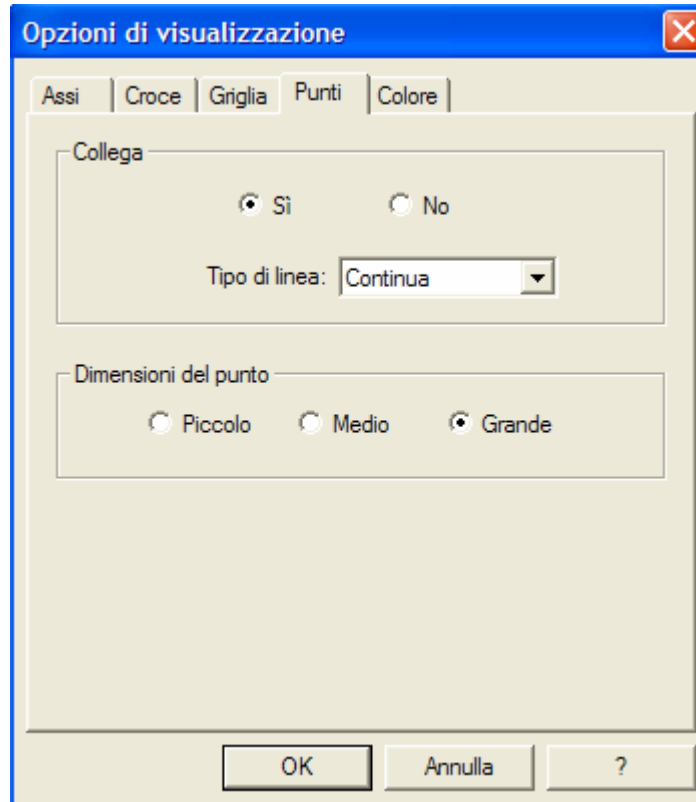 Opzioni di visualizzazione
Assi Croce Griglia Punti Colore
Collega
Sì No
Tipo di linea: Continua
Dimensioni del punto
Piccolo Medio Grande
OK Annulla ?